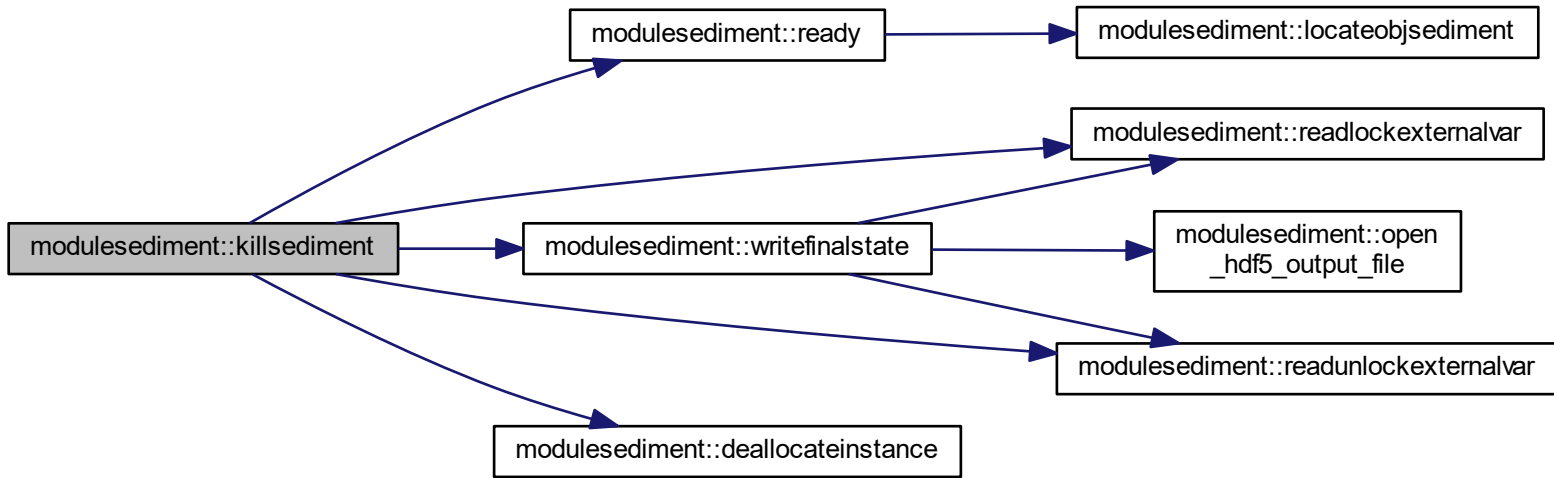 modulesediment::ready
modulesediment::locateobjsediment
modulesediment::readlockexternalvar
modulesediment::killsediment
modulesediment::writefinalstate
modulesediment::open
_hdf5_output_file
modulesediment::readunlockexternalvar
modulesediment::deallocateinstance